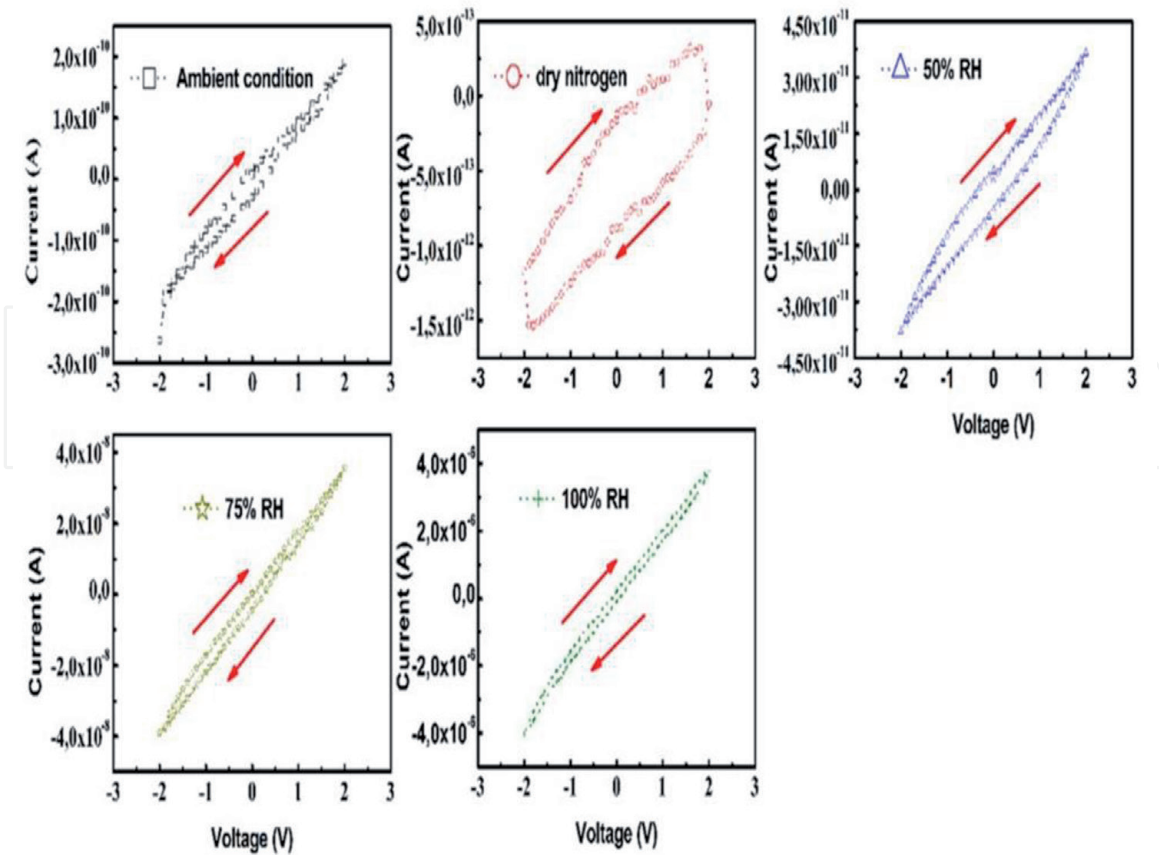 5,0x10⁻¹³
0,0
-5,0x10⁻¹³
-1,0x10⁻¹²
-1,5x10⁻¹²
dry nitrogen
Current (A)
-3 -2 -1 0 1 2 3
2,0x10⁻¹⁰
1,0x10⁻¹⁰
0,0
-1,0x10⁻¹⁰
-2,0x10⁻¹⁰
-3,0x10⁻¹⁰
Ambient condition
Current (A)
-3 -2 -1 0 1 2 3
4,50x10⁻¹¹
3,00x10⁻¹¹
1,50x10⁻¹¹
0,00
-1,50x10⁻¹¹
-3,00x10⁻¹¹
-4,50x10⁻¹¹
50% RH
Current (A)
-3 -2 -1 0 1 2 3
Voltage (V)
4,0x10⁻⁸
2,0x10⁻⁸
0,0
-2,0x10⁻⁸
-4,0x10⁻⁸
75% RH
Current (A)
-3 -2 -1 0 1 2 3
Voltage (V)
4,0x10⁻⁶
2,0x10⁻⁶
0,0
-2,0x10⁻⁶
-4,0x10⁻⁶
100% RH
Current (A)
-3 -2 -1 0 1 2 3
Voltage (V)